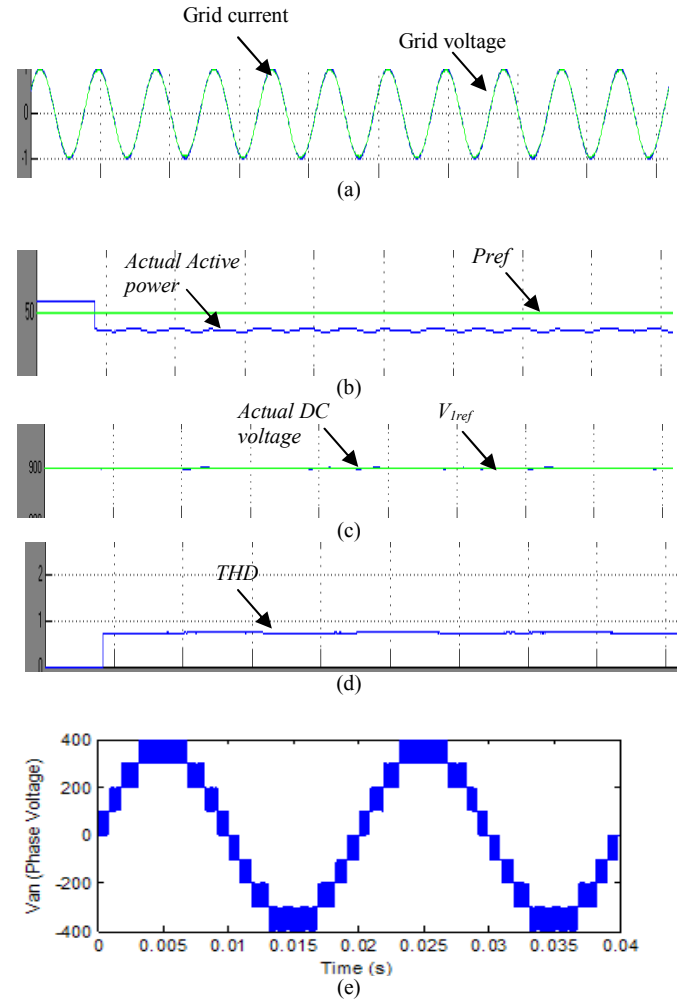 Grid current
Grid voltage
0
-1
(a)
Actual Active
power
Pref
50
(b)
Actual DC
voltage
V1ref
900
(c)
THD
2
1
0
(d)
Van (Phase Voltage)
400
200
0
-200
-400
0 0.005 0.01 0.015 0.02 0.025 0.03 0.035 0.04
Time (s)
(e)